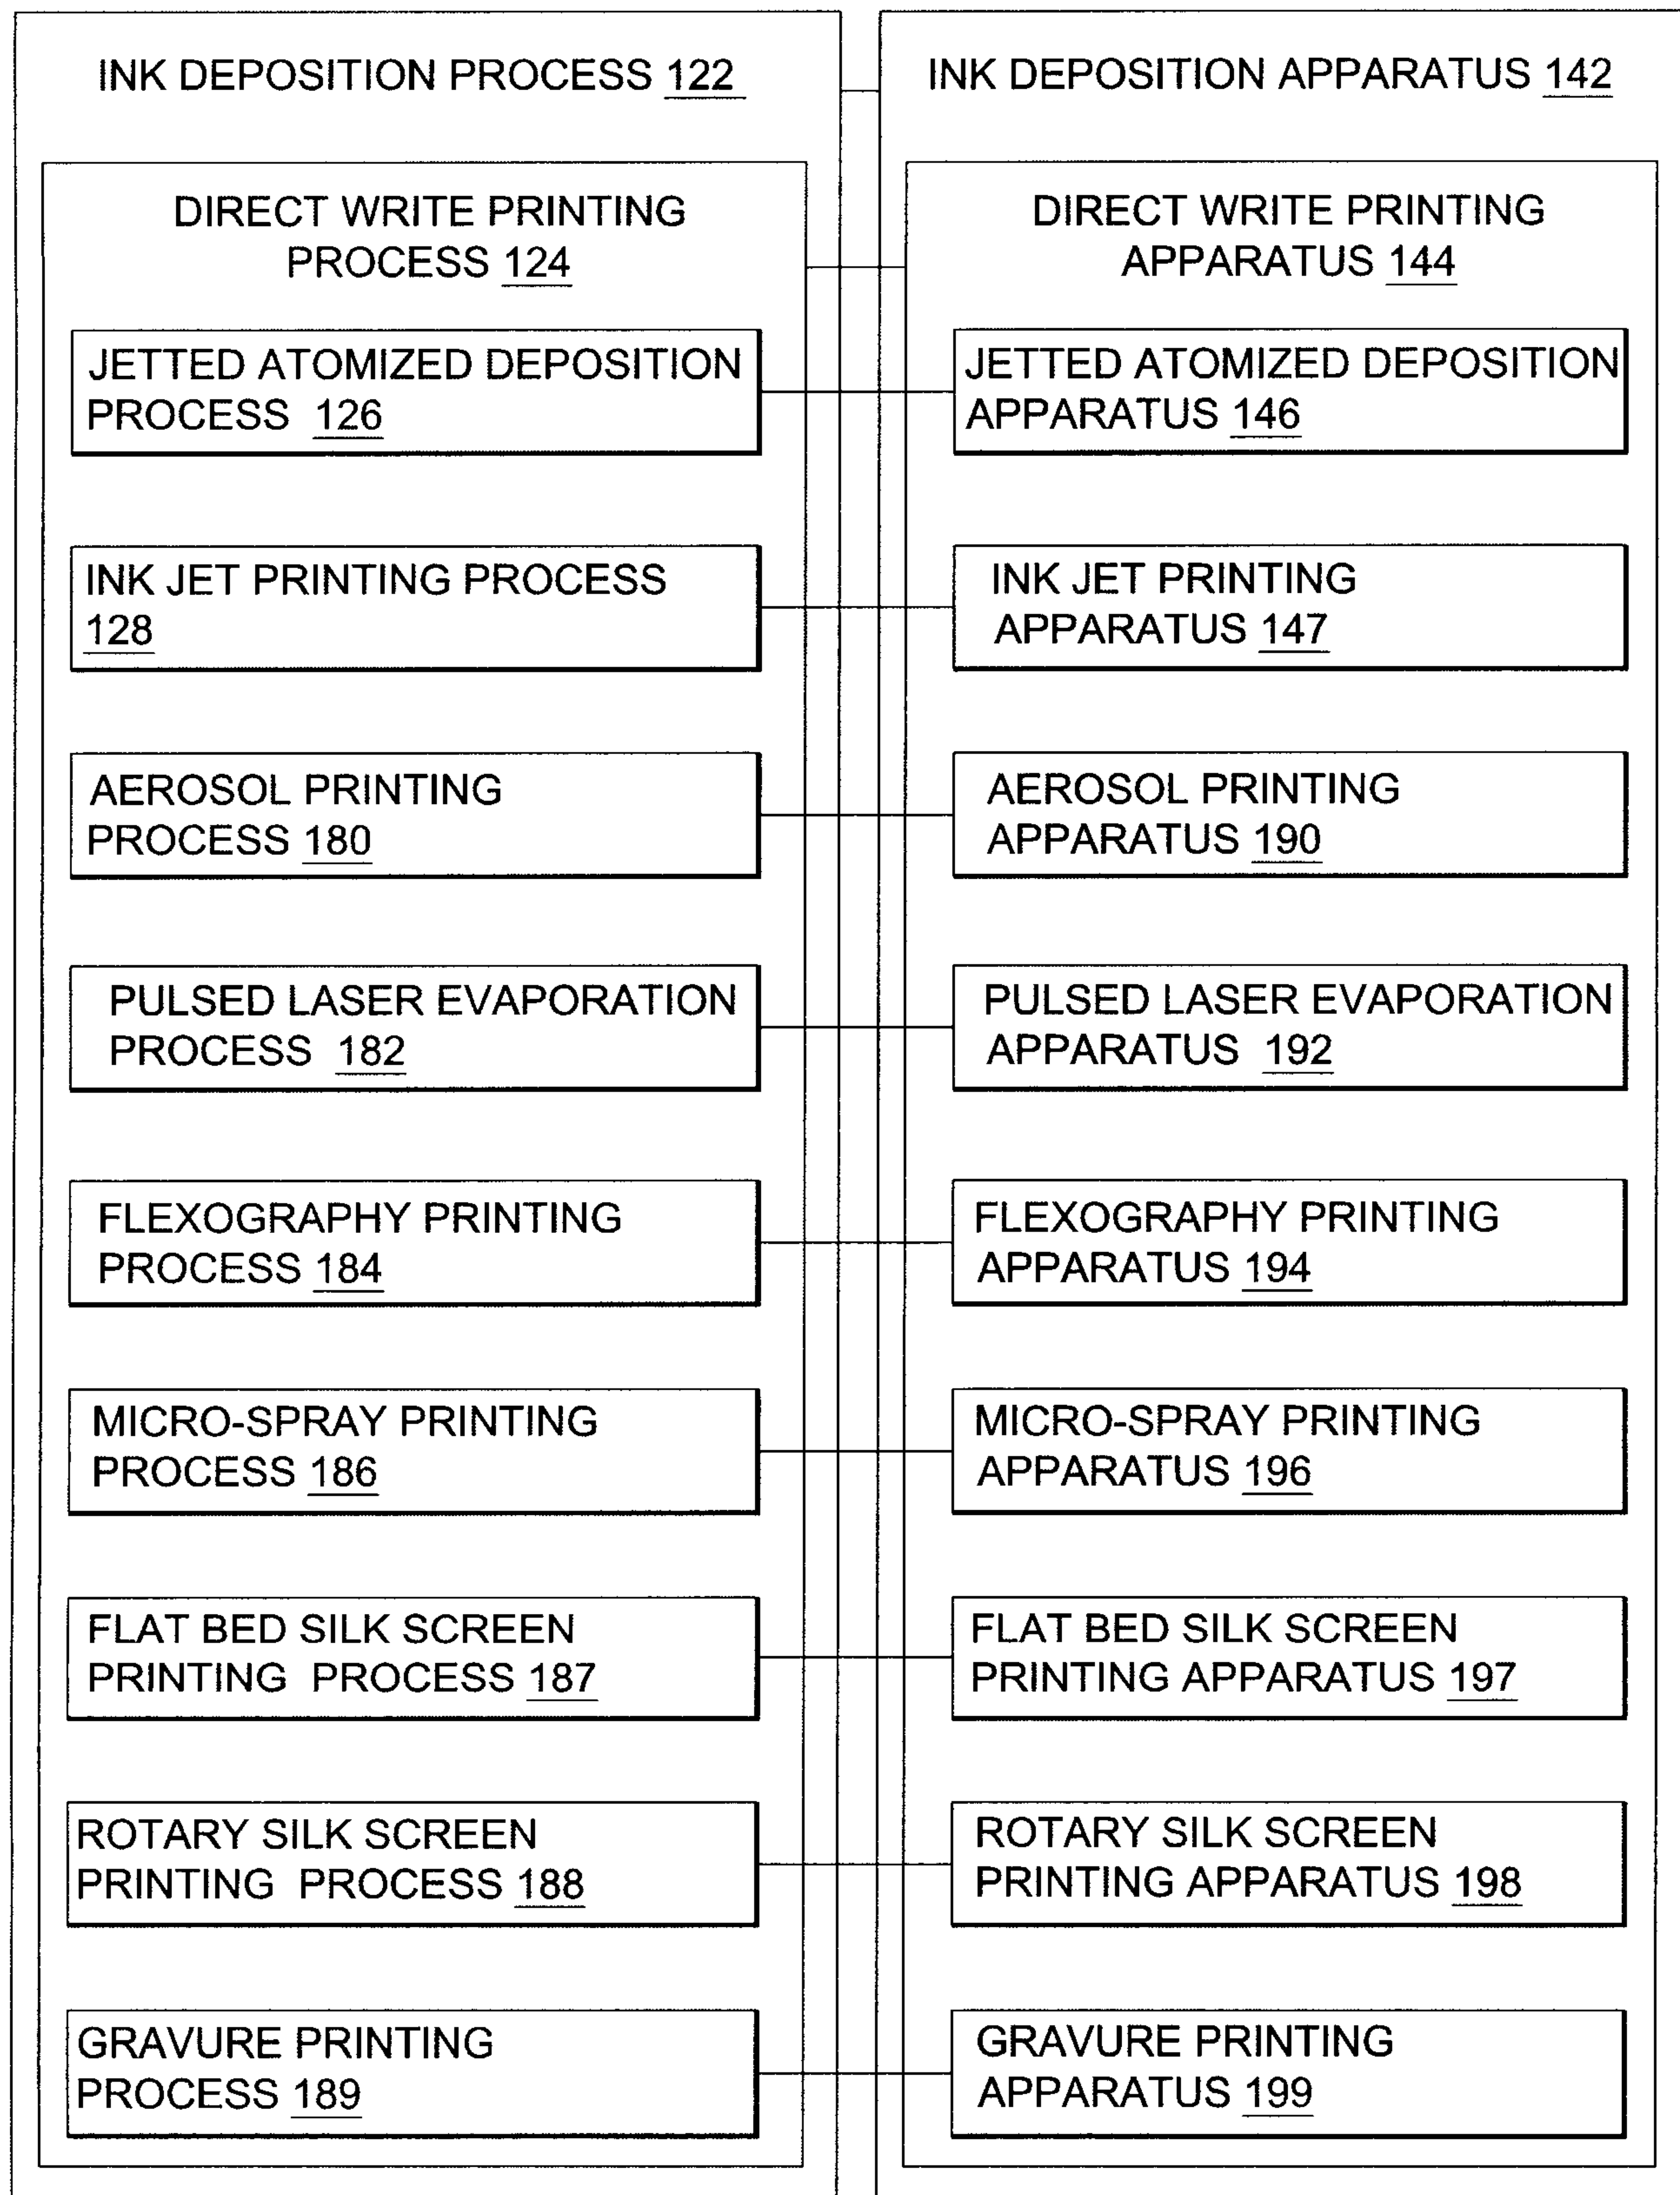 INK DEPOSITION PROCESS 122
DIRECT WRITE PRINTING
PROCESS 124
JETTED ATOMIZED DEPOSITION
PROCESS 126
INK JET PRINTING PROCESS
128
AEROSOL PRINTING
PROCESS 180
PULSED LASER EVAPORATION
PROCESS 182
FLEXOGRAPHY PRINTING
PROCESS 184
MICRO-SPRAY PRINTING
PROCESS 186
FLAT BED SILK SCREEN
PRINTING PROCESS 187
ROTARY SILK SCREEN
PRINTING PROCESS 188
GRAVURE PRINTING
PROCESS 189
INK DEPOSITION APPARATUS 142
DIRECT WRITE PRINTING
APPARATUS 144
JETTED ATOMIZED DEPOSITION
APPARATUS 146
INK JET PRINTING
APPARATUS 147
AEROSOL PRINTING
APPARATUS 190
PULSED LASER EVAPORATION
APPARATUS 192
FLEXOGRAPHY PRINTING
APPARATUS 194
MICRO-SPRAY PRINTING
APPARATUS 196
FLAT BED SILK SCREEN
PRINTING APPARATUS 197
ROTARY SILK SCREEN
PRINTING APPARATUS 198
GRAVURE PRINTING
APPARATUS 199